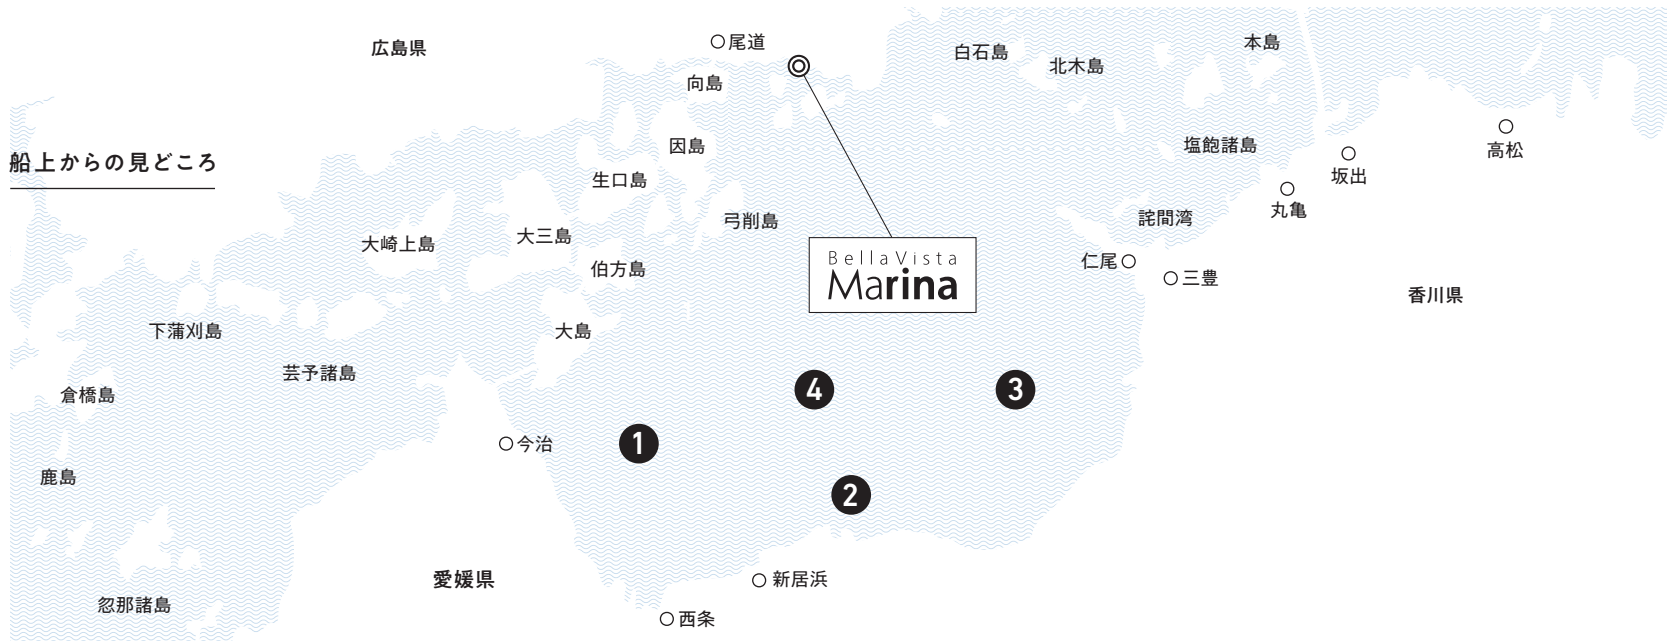 広島県
尾道
向島
白石島
北木島
本島
船上からの見どころ
因島
生口島
弓削島
塩飽諸島
坂出
高松
丸亀
詫間湾
大崎上島
大三島
伯方島
BellaVista
Marina
仁尾
三豊
香川県
下蒲刈島
大島
芸予諸島
倉橋島
4
3
今治
1
鹿島
2
愛媛県
新居浜
忽那諸島
西条